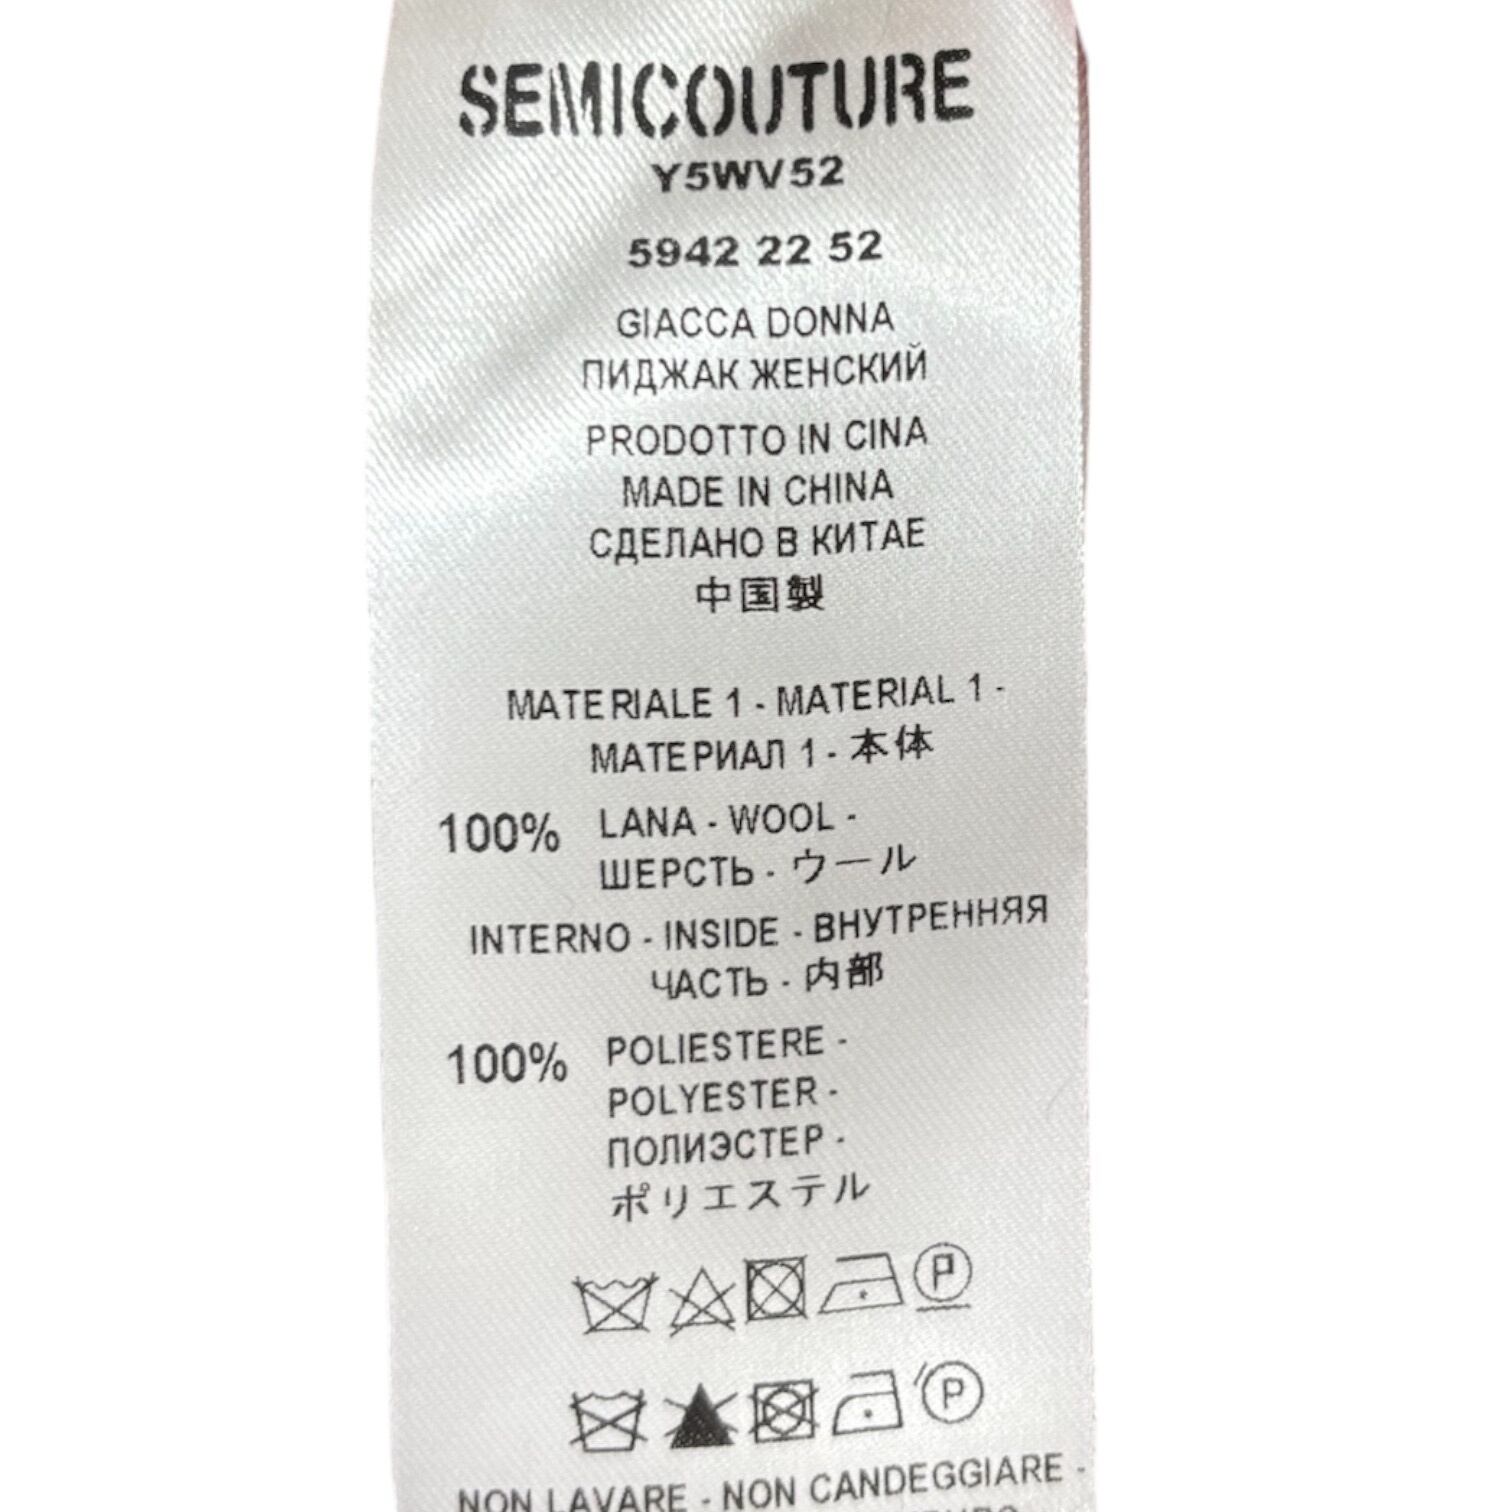 SEMICOUTURE
Y5WV52
5942 22 52
GIACCA DONNA
ПИДЖАК ЖЕНСКИЙ
PRODOTTO IN CINA
MADE IN CHINA
СДЕЛАНО В КИТАЕ
中国製
MATERIALE 1 - MATERIAL 1 -
МАТЕРИАЛ 1 - 本体
100% LANA - WOOL -
ШЕРСТЬ - ウール
INTERNO - INSIDE - ВНУТРЕННЯЯ
ЧАСТЬ - 内部
100% POLIESTERE -
POLYESTER -
ПОЛИЭСТЕР -
ポリエステル
P
P
NON LAVARE - NON CANDEGGIARE -